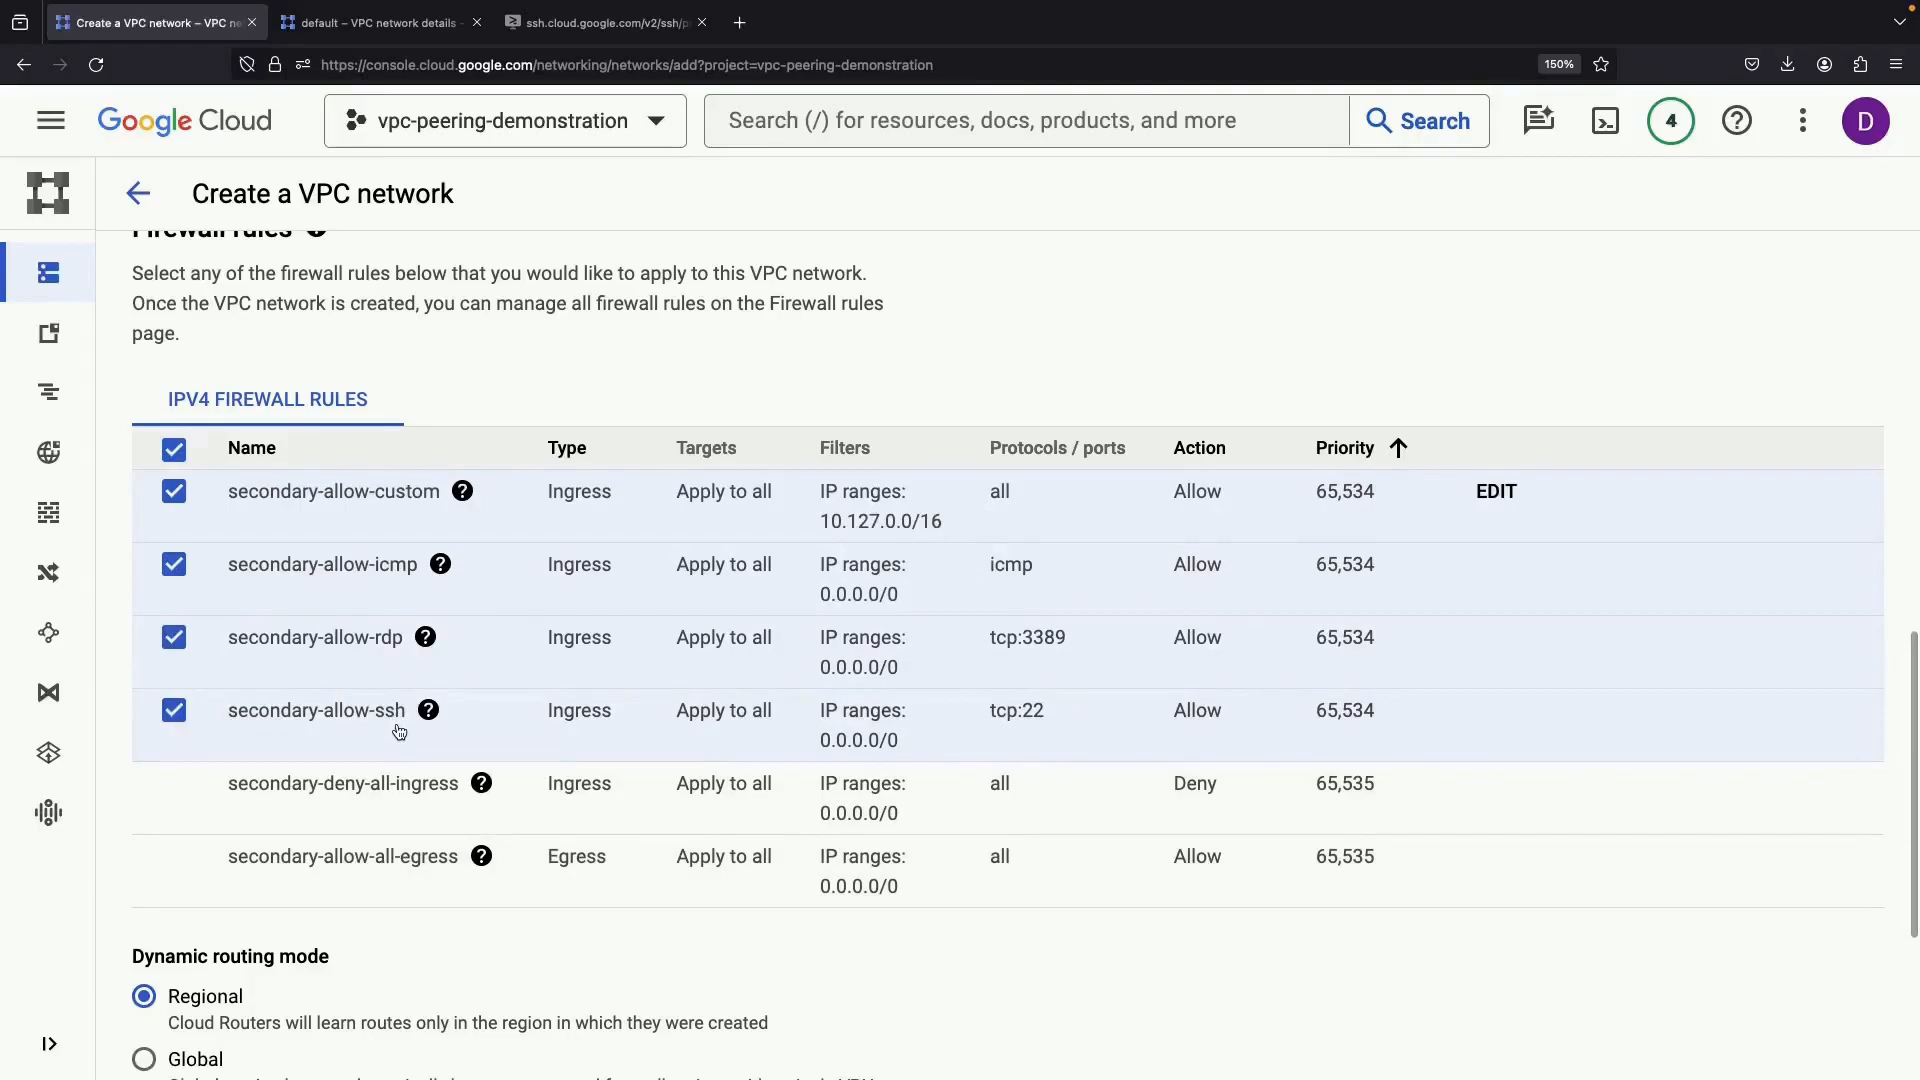 Create a VPC network – VPC ne
default – VPC network details -
ssh.cloud.google.com/v2/ssh/p
https://console.cloud.google.com/networking/networks/add?project=vpc-peering-demonstration
150%
Google Cloud
vpc-peering-demonstration
Search (/) for resources, docs, products, and more
Search
4
D
Create a VPC network
Firewall rules
Select any of the firewall rules below that you would like to apply to this VPC network.
Once the VPC network is created, you can manage all firewall rules on the Firewall rules
page.
IPV4 FIREWALL RULES
Name Type Targets Filters Protocols / ports Action Priority
secondary-allow-custom Ingress Apply to all IP ranges: all Allow 65,534 EDIT
10.127.0.0/16
secondary-allow-icmp Ingress Apply to all IP ranges: icmp Allow 65,534
0.0.0.0/0
secondary-allow-rdp Ingress Apply to all IP ranges: tcp:3389 Allow 65,534
0.0.0.0/0
secondary-allow-ssh Ingress Apply to all IP ranges: tcp:22 Allow 65,534
0.0.0.0/0
secondary-deny-all-ingress Ingress Apply to all IP ranges: all Deny 65,535
0.0.0.0/0
secondary-allow-all-egress Egress Apply to all IP ranges: all Allow 65,535
0.0.0.0/0
Dynamic routing mode
Regional
Cloud Routers will learn routes only in the region in which they were created
Global